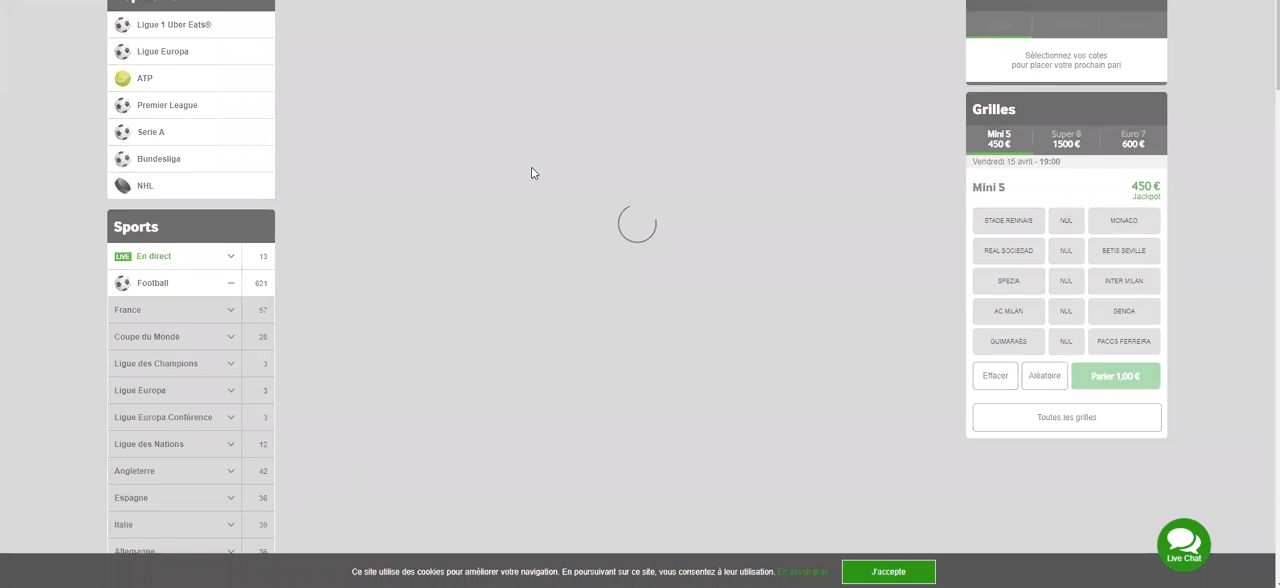 Ligue 1 Uber Eats®
Ligue Europa
ATP
Premier League
Serie A
Bundesliga
NHL
Sports
LIVE En direct 13
Football 621
France 57
Coupe du Monde 28
Ligue des Champions 3
Ligue Europa 3
Ligue Europa Conférence 3
Ligue des Nations 12
Angleterre 42
Espagne 36
Italie 39
Allemagne... 36
Sélectionnez vos cotes
pour placer votre prochain pari
Grilles
Mini 5 Super 8 Euro 7
450 € 1500 € 600 €
Vendredi 15 avril - 19:00
Mini 5 450 €
Jackpot
STADE RENNAIS NUL MONACO
REAL SOCIEDAD NUL BETIS SEVILLE
SPEZIA NUL INTER MILAN
AC MILAN NUL GENOA
GUIMARAES NUL PACOS FERREIRA
Effacer Aléatoire Parier 1,00 €
Toutes les grilles
Live Chat
Ce site utilise des cookies pour améliorer votre navigation. En poursuivant sur ce site, vous consentez à leur utilisation. En savoir plus J'accepte